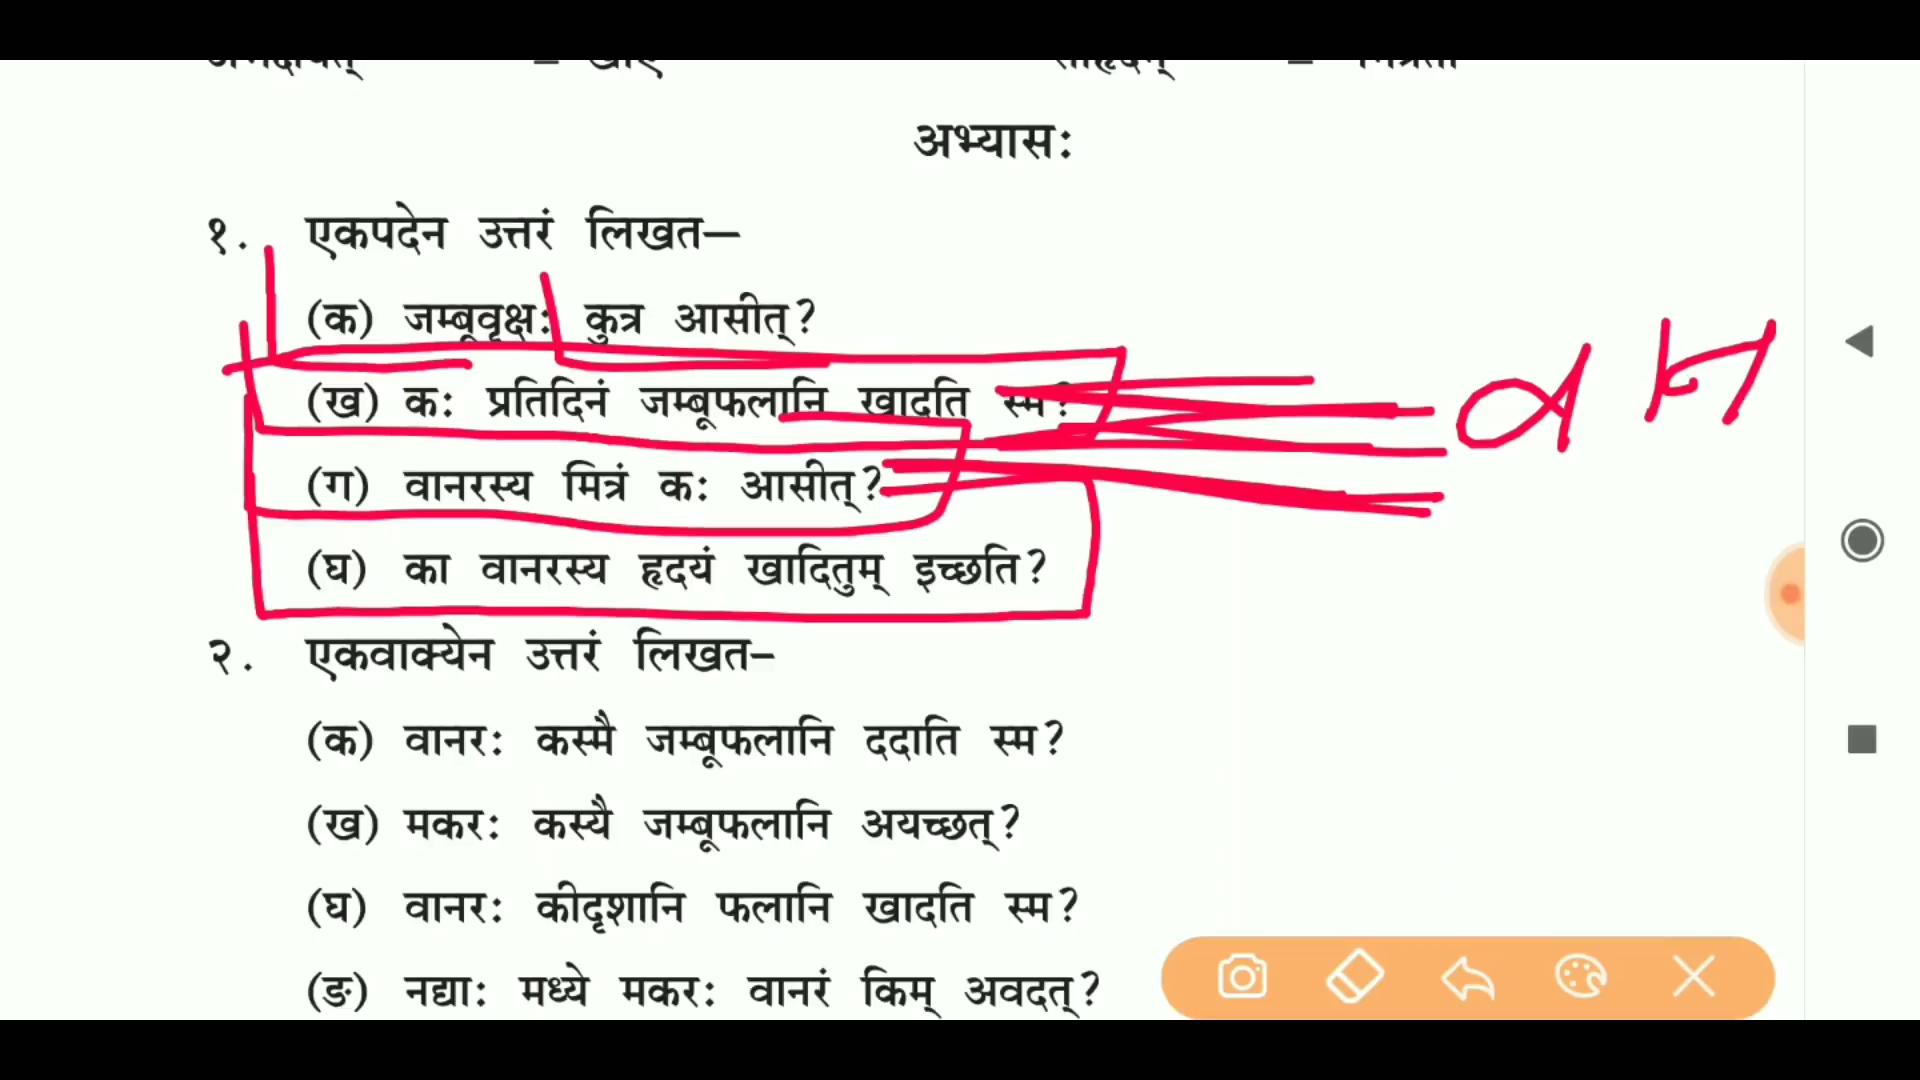 अभ्यासः
१. एकपदेन उत्तरं लिखत—
(क) जम्बूवृक्षः कुत्र आसीत्?
(ख) कः प्रतिदिनं जम्बूफलानि खादति स्म?
(ग) वानरस्य मित्रं कः आसीत्?
(घ) का वानरस्य हृदयं खादितुम् इच्छति?
२. एकवाक्येन उत्तरं लिखत–
(क) वानरः कस्मै जम्बूफलानि ददाति स्म?
(ख) मकरः कस्यै जम्बूफलानि अयच्छत्?
(घ) वानरः कीदृशानि फलानि खादति स्म?
(ङ) नद्याः मध्ये मकरः वानरं किम् अवदत्?